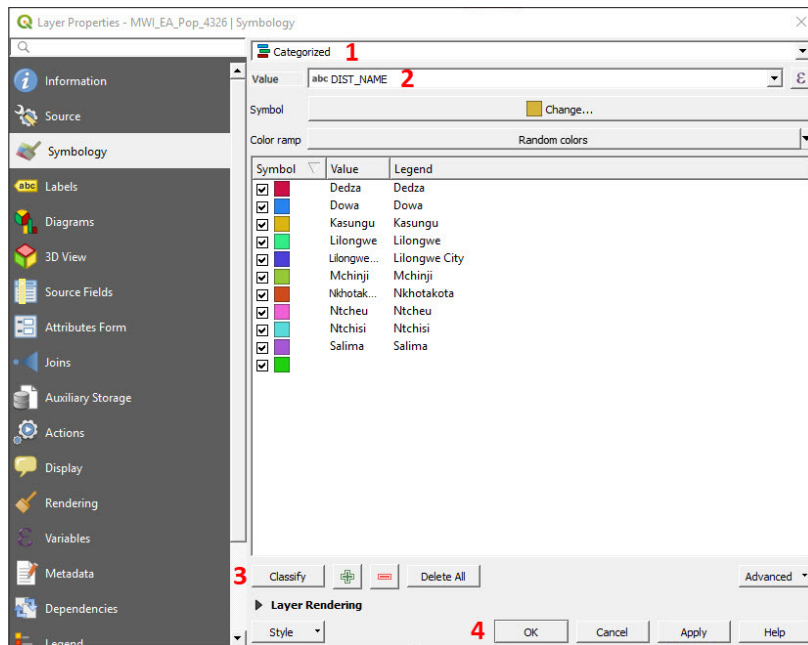 Layer Properties - MWI_EA_Pop_4326 | Symbology
Information
Source
Symbology
abc Labels
Diagrams
3D View
Source Fields
Attributes Form
Joins
Auxiliary Storage
Actions
Display
Rendering
Variables
Metadata
Dependencies
Legend
Categorized 1
Value abc DIST_NAME 2 ε
Symbol Change...
Color ramp Random colors
Symbol Value Legend
Dedza Dedza
Dowa Dowa
Kasungu Kasungu
Lilongwe Lilongwe
Lilongwe... Lilongwe City
Mchinji Mchinji
Nkhotak... Nkhotakota
Ntcheu Ntcheu
Ntchisi Ntchisi
Salima Salima
3 Classify Delete All Advanced
Layer Rendering
Style 4 OK Cancel Apply Help